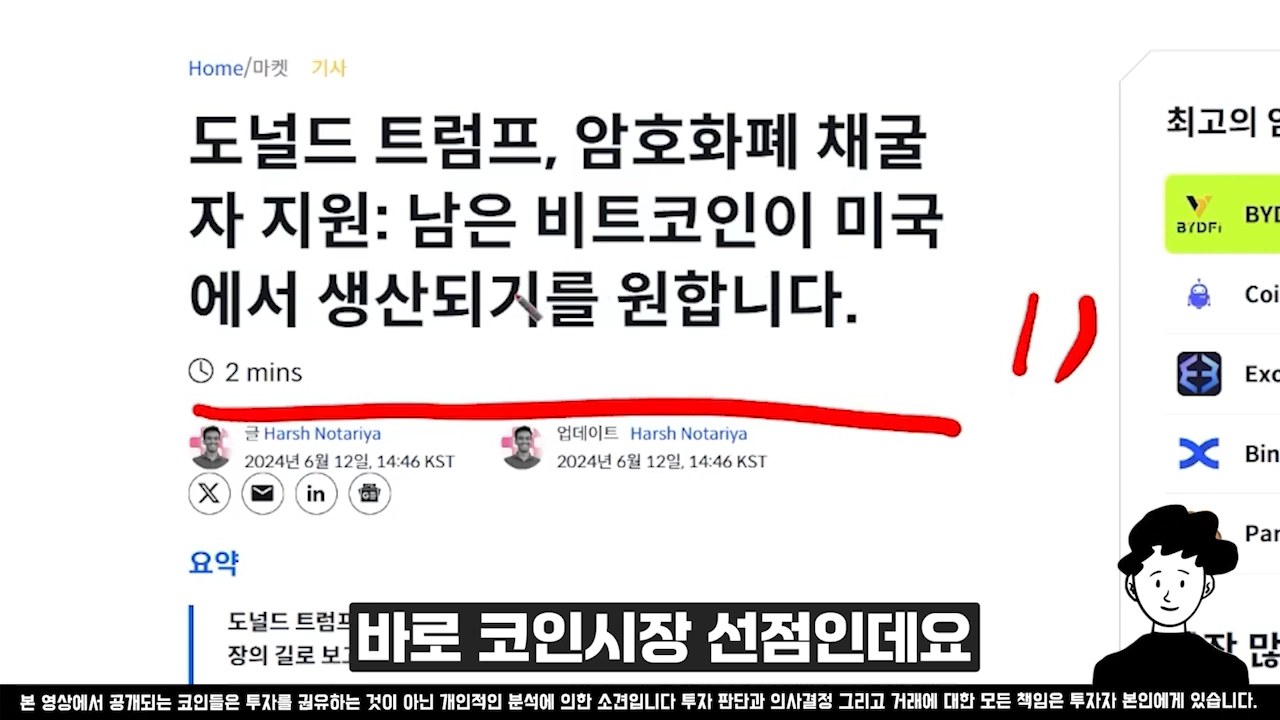 Home/마켓 기사
도널드 트럼프, 암호화폐 채굴
자 지원: 남은 비트코인이 미국
에서 생산되기를 원합니다.
2 mins
글 Harsh Notariya
2024년 6월 12일, 14:46 KST
업데이트 Harsh Notariya
2024년 6월 12일, 14:46 KST
X
in
요약
도널드 트럼프
장의 길로
바로 코인시장 선점인데요
최고의
BYDFi
본 영상에서 공개되는 코인들은 투자를 권유하는 것이 아닌 개인적인 분석에 의한 소견입니다 투자 판단과 의사결정 그리고 거래에 대한 모든 책임은 투자자 본인에게 있습니다.